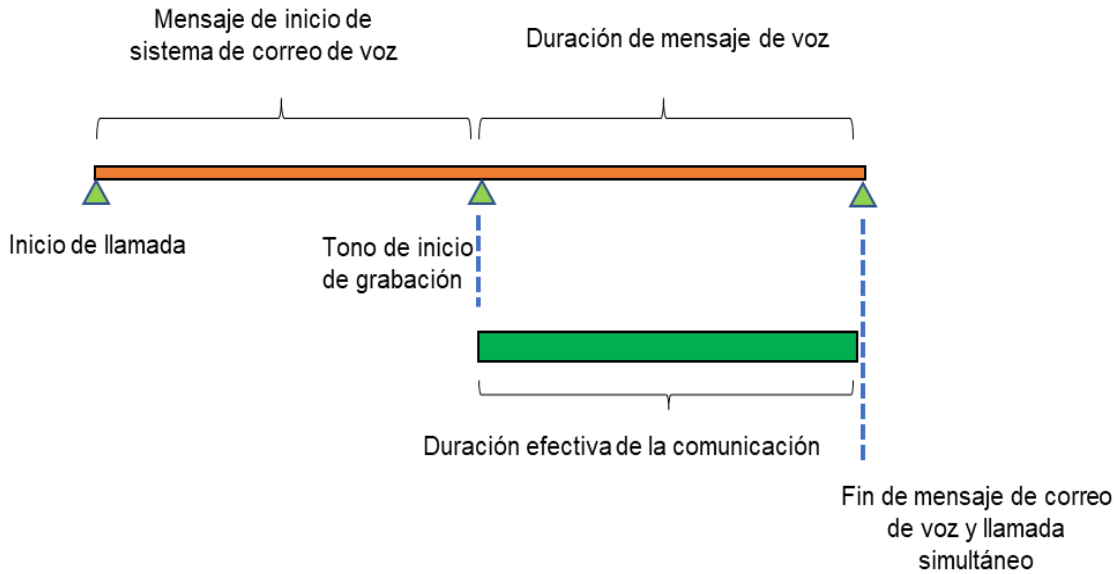 Mensaje de inicio de
sistema de correo de voz
Duración de mensaje de voz
Inicio de llamada
Tono de inicio
de grabación
Duración efectiva de la comunicación
Fin de mensaje de correo
de voz y llamada
simultáneo